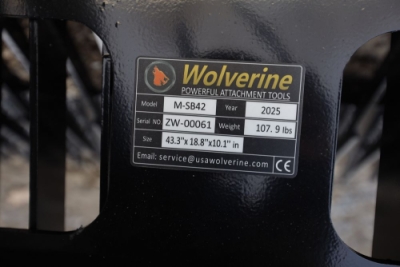 Wolverine
POWERFUL ATTACHMENT TOOLS
Model M-SB42 Year 2025
Serial NO. ZW-00061 Weight 107.9 lbs
Size 43.3"x18.8"x10.1" in
Email: service@usawolverine.com CE